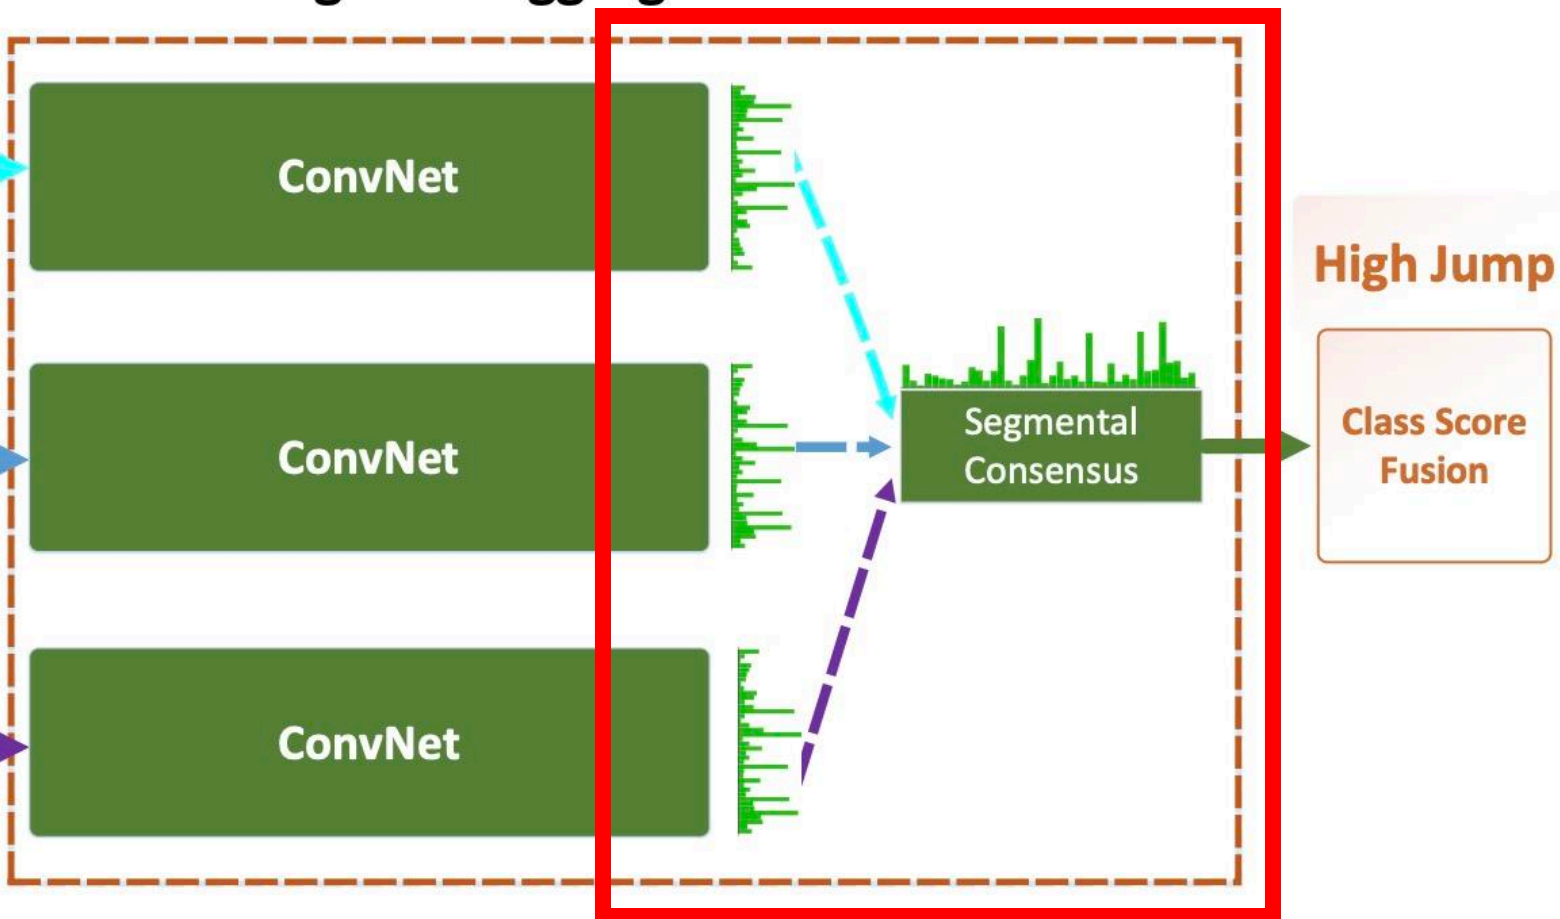 ConvNet
ConvNet
ConvNet
Segmental
Consensus
High Jump
Class Score
Fusion